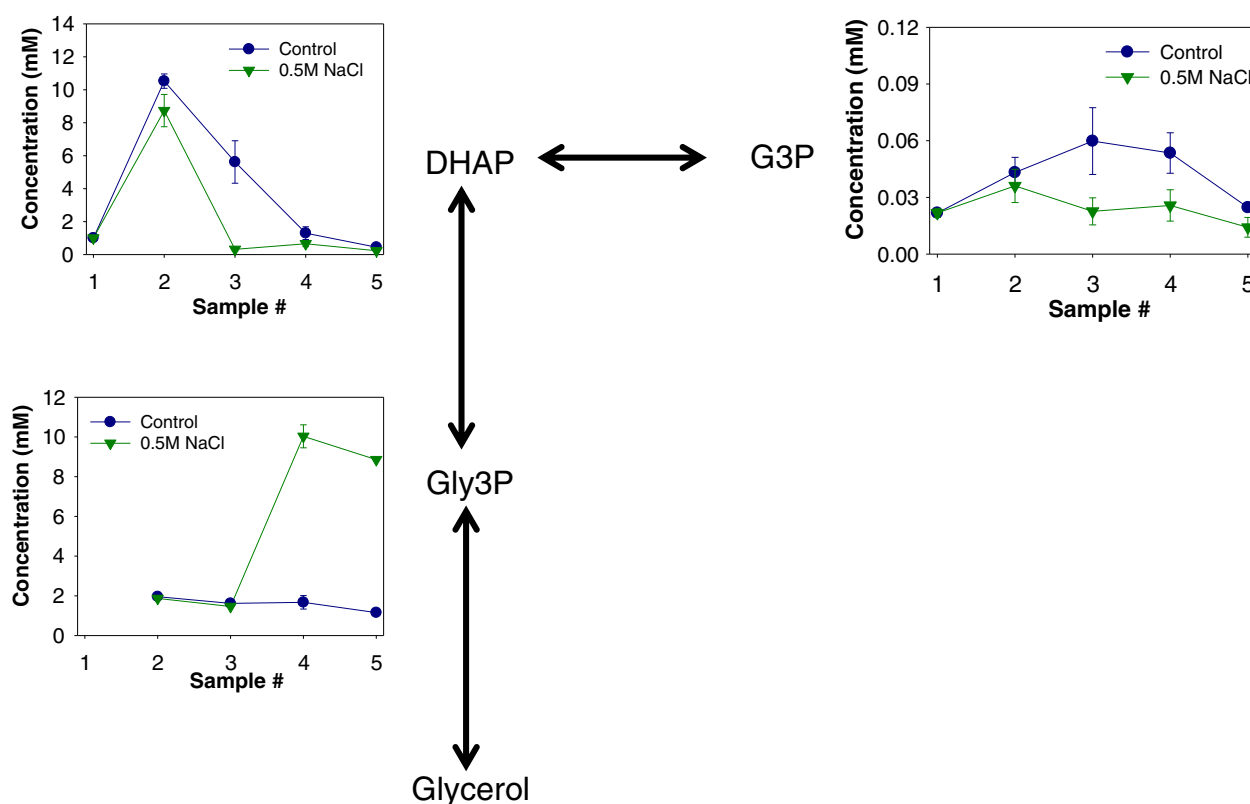 14
12
10
8
6
4
2
0
Concentration (mM)
Control
0.5M NaCl
1 2 3 4 5
Sample #
DHAP
G3P
0.12
0.09
0.06
0.03
0.00
Concentration (mM)
Control
0.5M NaCl
1 2 3 4 5
Sample #
12
10
8
6
4
2
0
Concentration (mM)
Control
0.5M NaCl
1 2 3 4 5
Sample #
Gly3P
Glycerol